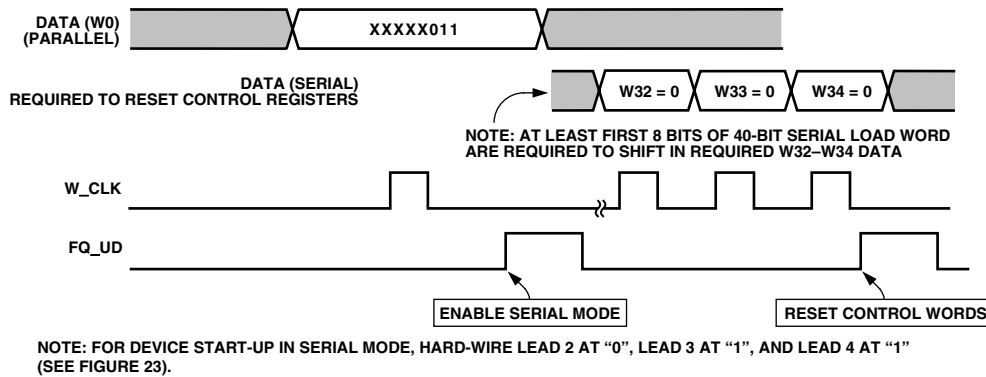 DATA (W0)
(PARALLEL)
XXXXX011
DATA (SERIAL)
REQUIRED TO RESET CONTROL REGISTERS
W32 = 0
W33 = 0
W34 = 0
NOTE: AT LEAST FIRST 8 BITS OF 40-BIT SERIAL LOAD WORD
ARE REQUIRED TO SHIFT IN REQUIRED W32–W34 DATA
W_CLK
FQ_UD
ENABLE SERIAL MODE
RESET CONTROL WORDS
NOTE: FOR DEVICE START-UP IN SERIAL MODE, HARD-WIRE LEAD 2 AT “0”, LEAD 3 AT “1”, AND LEAD 4 AT “1”
(SEE FIGURE 23).